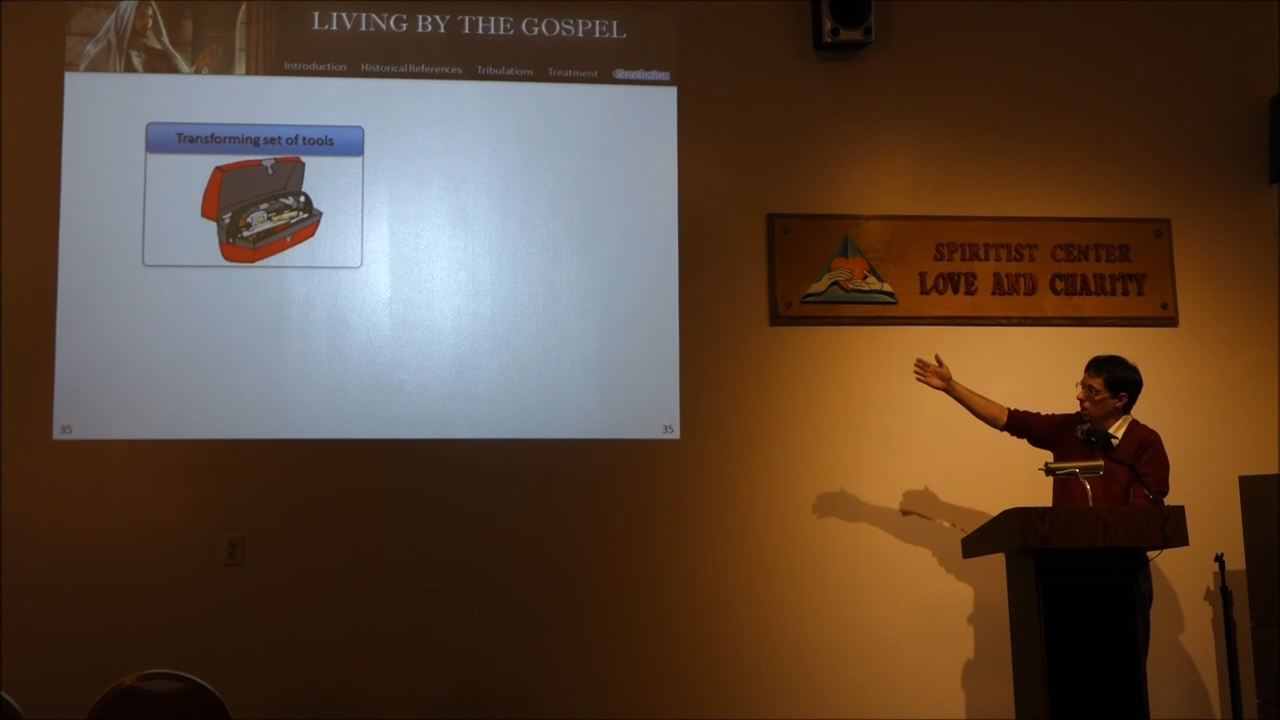 LIVING BY THE GOSPEL
Introduction Historical References Tribulations Treatment Conclusion
Transforming set of tools
35 35
SPIRITIST CENTER
LOVE AND CHARITY